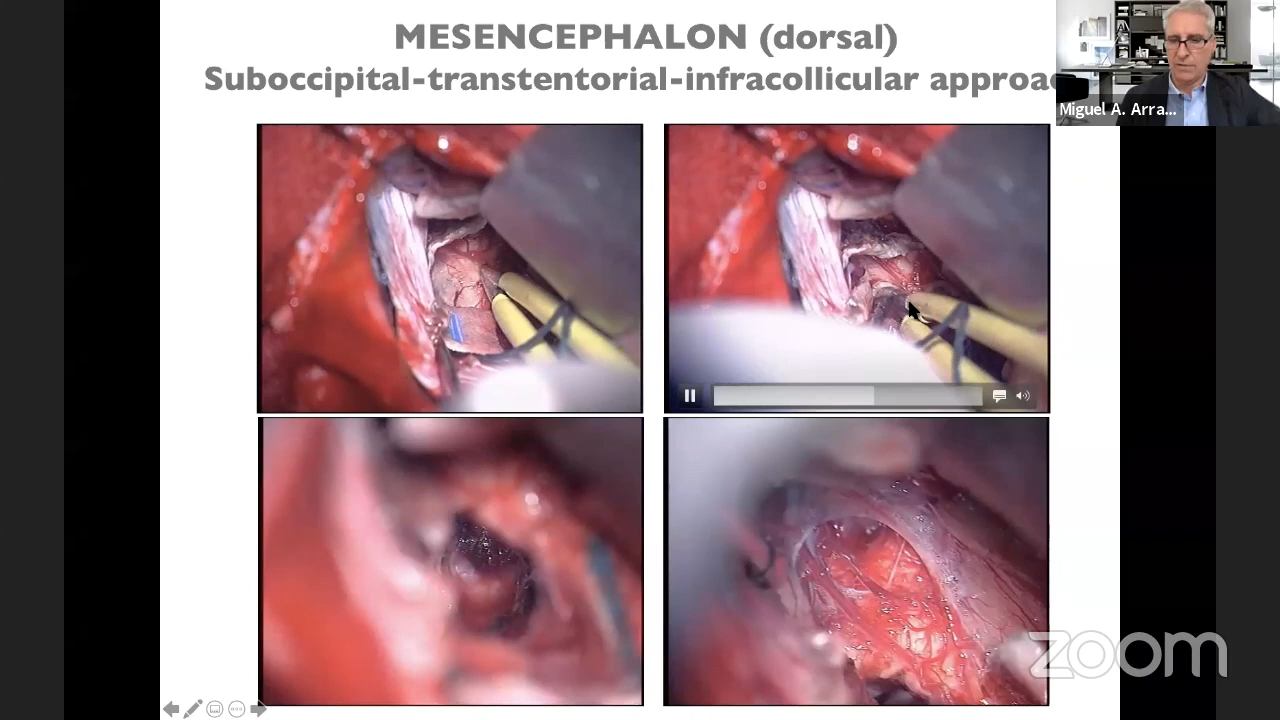 MESENCEPHALON (dorsal)
Suboccipital-transtentorial-infracollicular approac
Miguel A. Arra...
zoom